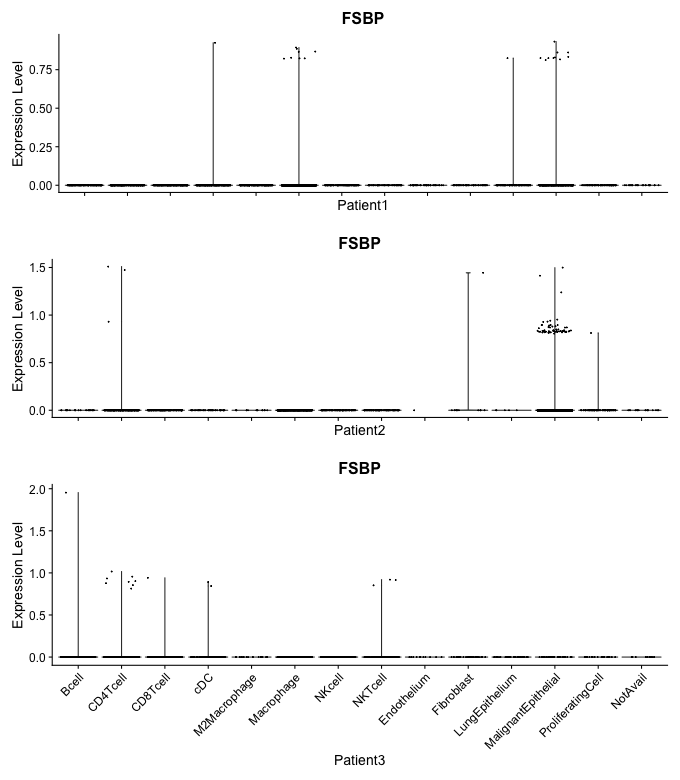 FSBP
Expression Level
0.75
0.50
0.25
0.00
Patient1
FSBP
Expression Level
1.5
1.0
0.5
0.0
Patient2
FSBP
Expression Level
2.0
1.5
1.0
0.5
0.0
Bcell
CD4Tcell
CD8Tcell
cDC
M2Macrophage
Macrophage
NKcell
NKTcell
Endothelium
Fibroblast
LungEpithelium
MalignantEpithelial
ProliferatingCell
NotAvail
Patient3